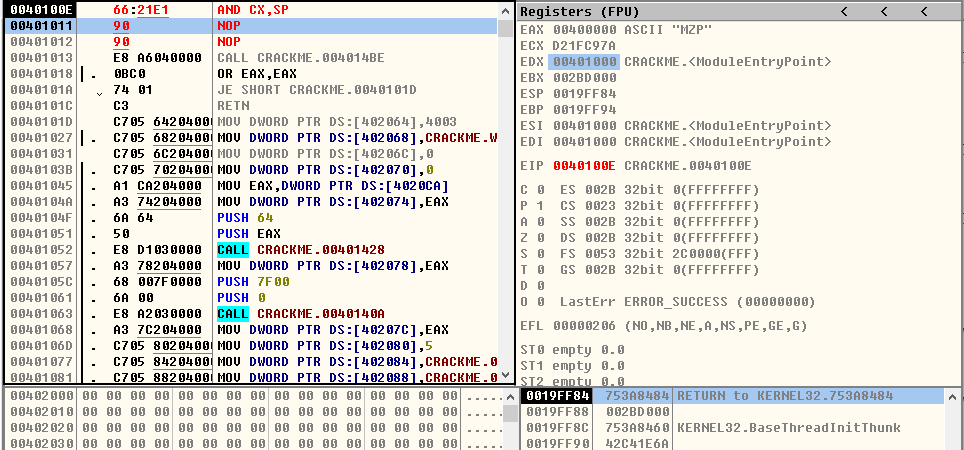 0040100E 66:21E1 AND CX,SP
00401011 90 NOP
00401012 90 NOP
00401013 E8 A6040000 CALL CRACKME.004014BE
00401018 . 0BC0 OR EAX,EAX
0040101A . 74 01 JE SHORT CRACKME.0040101D
0040101C . C3 RETN
0040101D C705 64204000 MOV DWORD PTR DS:[402064],4003
00401027 . C705 68204000 MOV DWORD PTR DS:[402068],CRACKME.W
00401031 C705 6C204000 MOV DWORD PTR DS:[40206C],0
0040103B . C705 70204000 MOV DWORD PTR DS:[402070],0
00401045 . A1 CA204000 MOV EAX,DWORD PTR DS:[4020CA]
0040104A . A3 74204000 MOV DWORD PTR DS:[402074],EAX
0040104F . 6A 64 PUSH 64
00401051 . 50 PUSH EAX
00401052 . E8 D1030000 CALL CRACKME.00401428
00401057 . A3 78204000 MOV DWORD PTR DS:[402078],EAX
0040105C . 68 007F0000 PUSH 7F00
00401061 . 6A 00 PUSH 0
00401063 . E8 A2030000 CALL CRACKME.0040140A
00401068 . A3 7C204000 MOV DWORD PTR DS:[40207C],EAX
0040106D . C705 80204000 MOV DWORD PTR DS:[402080],5
00401077 . C705 84204000 MOV DWORD PTR DS:[402084],CRACKME.0
00401081 . C705 88204000 MOV DWORD PTR DS:[402088],CRACKME.0
Registers (FPU) < < <
EAX 00400000 ASCII "MZP"
ECX D21FC97A
EDX 00401000 CRACKME.<ModuleEntryPoint>
EBX 002BD000
ESP 0019FF84
EBP 0019FF94
ESI 00401000 CRACKME.<ModuleEntryPoint>
EDI 00401000 CRACKME.<ModuleEntryPoint>
EIP 0040100E CRACKME.0040100E
C 0 ES 002B 32bit 0(FFFFFFFF)
P 1 CS 0023 32bit 0(FFFFFFFF)
A 0 SS 002B 32bit 0(FFFFFFFF)
Z 0 DS 002B 32bit 0(FFFFFFFF)
S 0 FS 0053 32bit 2C0000(FFF)
T 0 GS 002B 32bit 0(FFFFFFFF)
D 0
O 0 LastErr ERROR_SUCCESS (00000000)
EFL 00000206 (NO,NB,NE,A,NS,PE,GE,G)
ST0 empty 0.0
ST1 empty 0.0
ST2 empty 0.0
00402000 00 00 00 00 00 00 00 00 00 00 00 00 00 00 00 00 .....
00402010 00 00 00 00 00 00 00 00 00 00 00 00 00 00 00 00 .....
00402020 00 00 00 00 00 00 00 00 00 00 00 00 00 00 00 00 .....
00402030 00 00 00 00 00 00 00 00 00 00 00 00 00 00 00 00 .....
0019FF84 753A8484 RETURN to KERNEL32.753A8484
0019FF88 002BD000
0019FF8C 753A8460 KERNEL32.BaseThreadInitThunk
0019FF90 42C41E6A